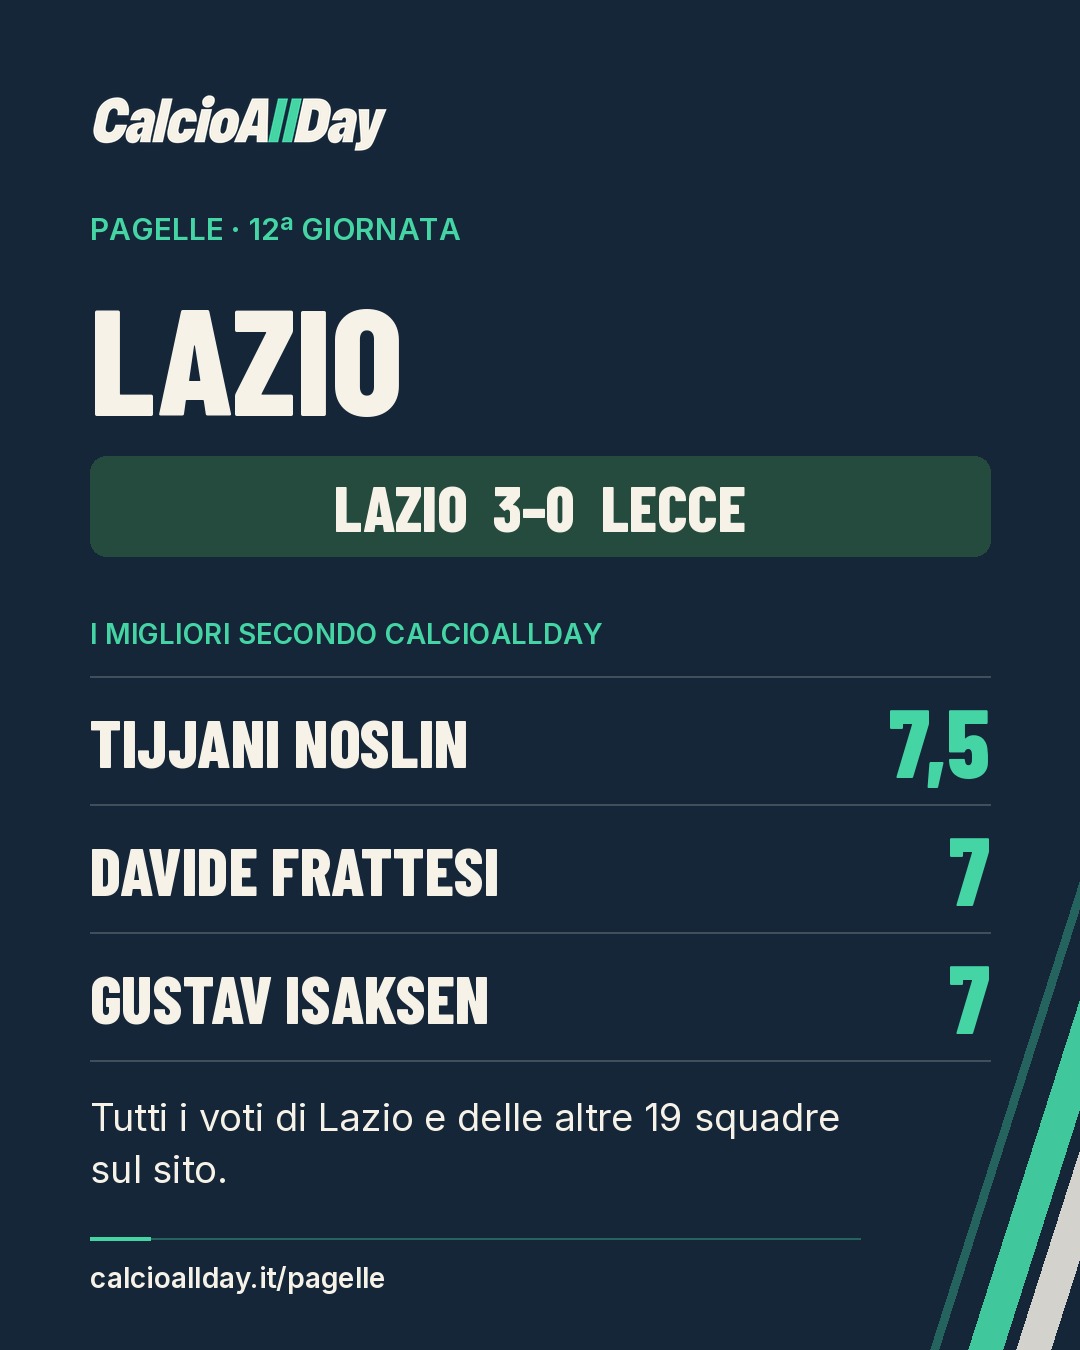 CalcioAllDay
PAGELLE · 12ª GIORNATA
LAZIO
LAZIO 3–0 LECCE
I MIGLIORI SECONDO CALCIOALLDAY
TIJJANI NOSLIN 7,5
DAVIDE FRATTESI 7
GUSTAV ISAKSEN 7
Tutti i voti di Lazio e delle altre 19 squadre
sul sito.
calcioallday.it/pagelle